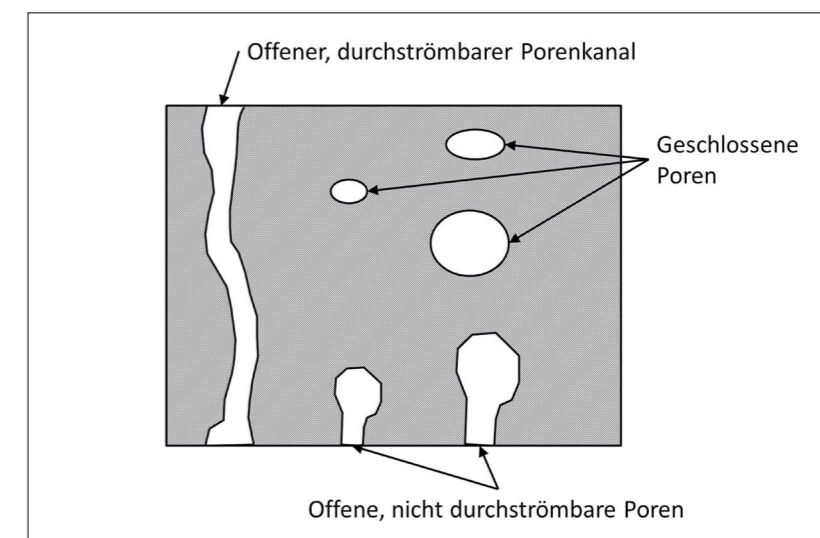 Offener, durchströmbarer Porenkanal
Geschlossene
Poren
Offene, nicht durchströmbare Poren